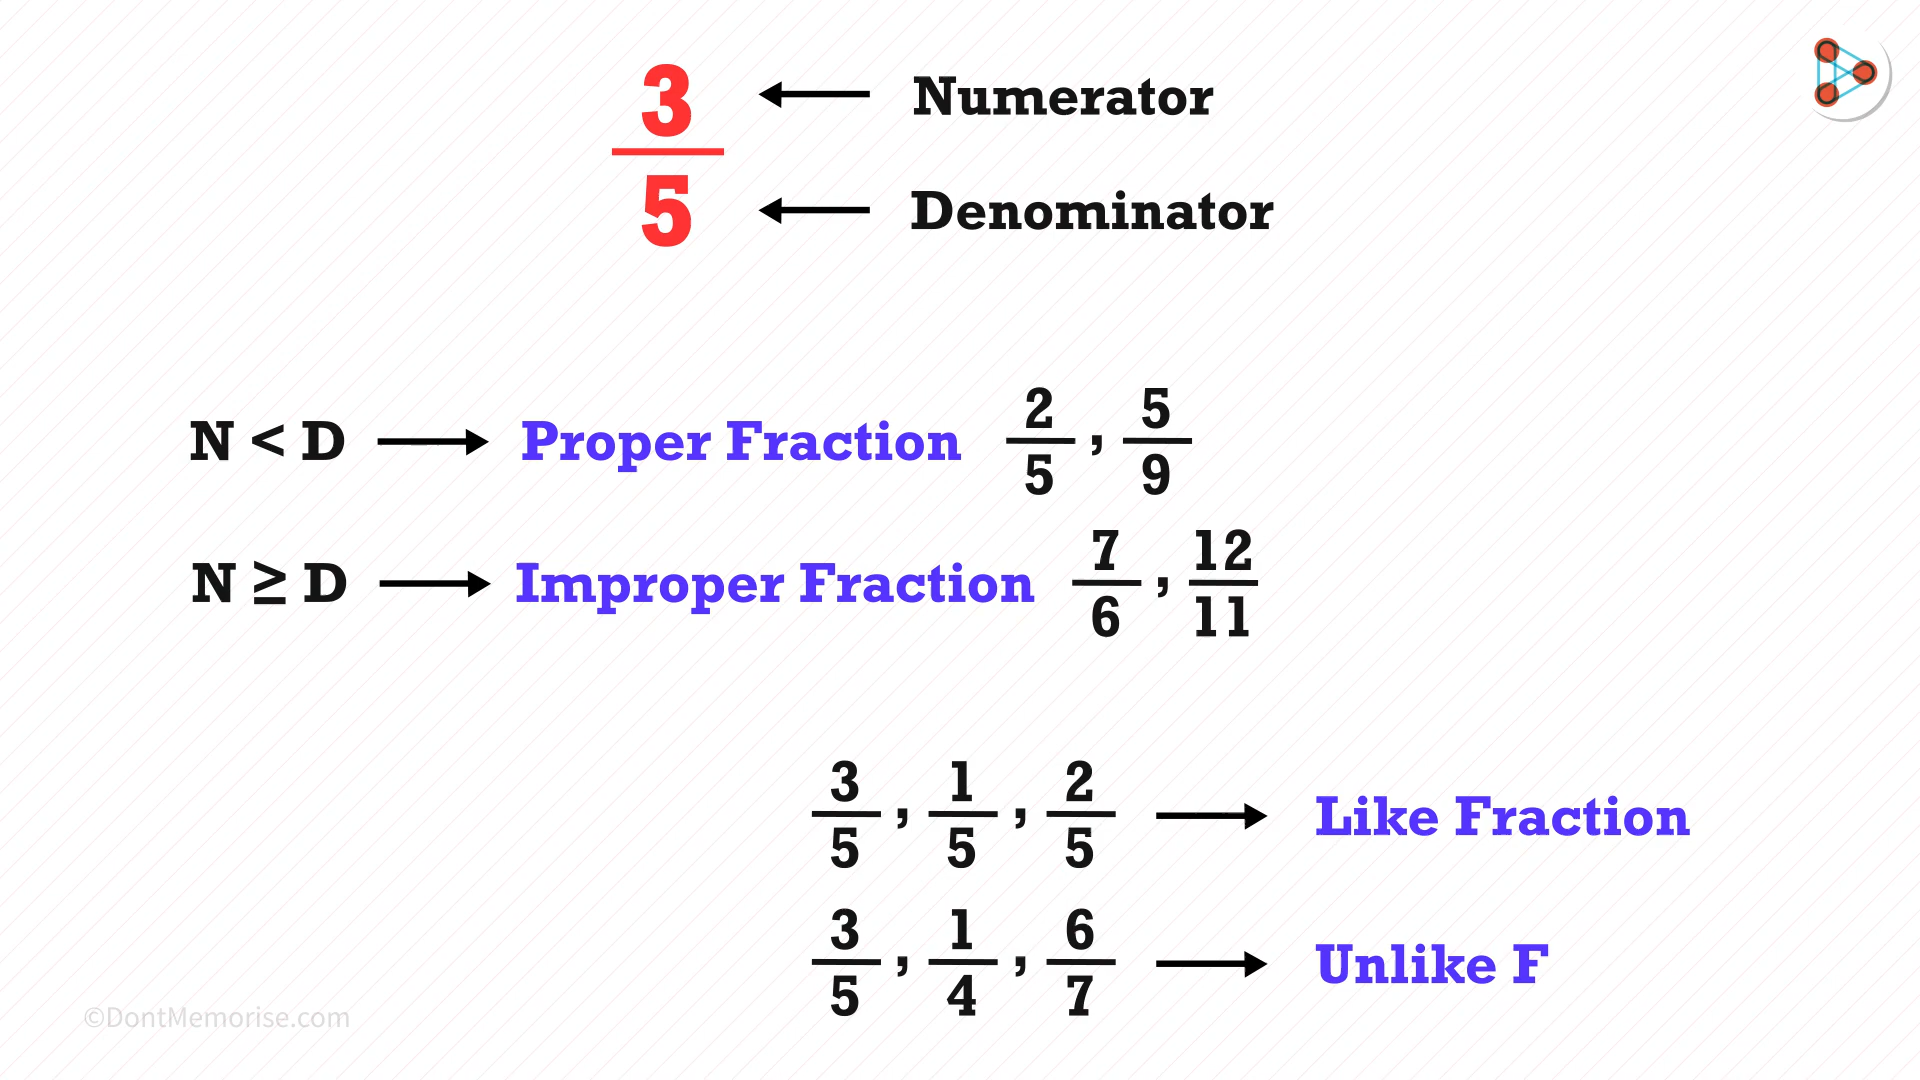 3/5
← Numerator
← Denominator
N < D → Proper Fraction 2/5 , 5/9
N ≥ D → Improper Fraction 7/6 , 12/11
3/5 , 1/5 , 2/5 → Like Fraction
3/5 , 1/4 , 6/7 → Unlike F
©DontMemorise.com